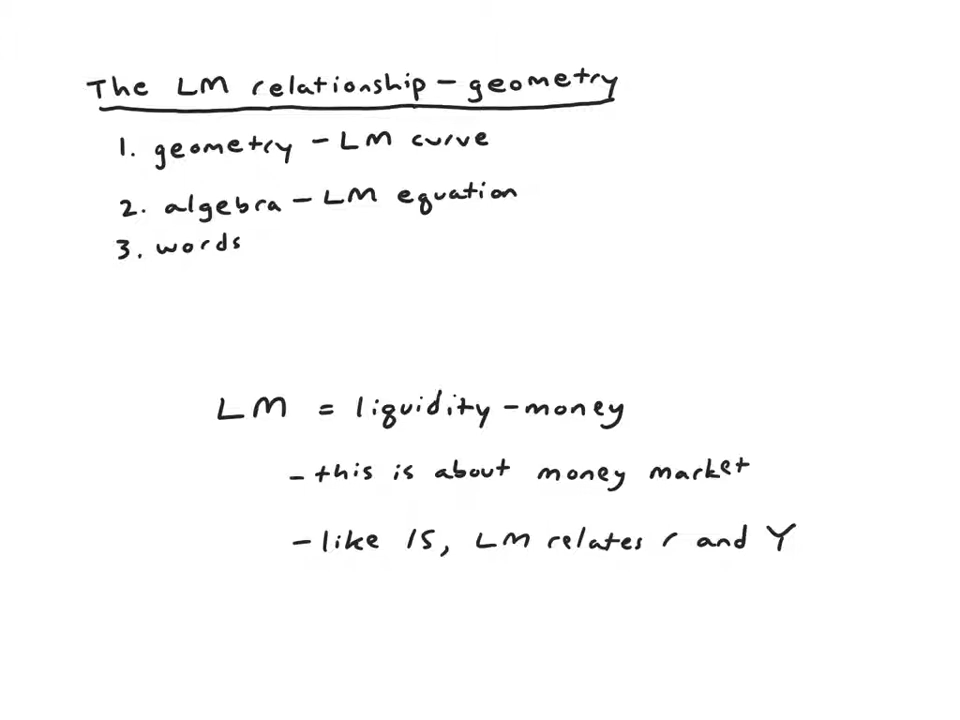 The LM relationship - geometry
1. geometry - LM curve
2. algebra - LM equation
3. words
LM = liquidity-money
- this is about money market
- like IS, LM relates r and Y